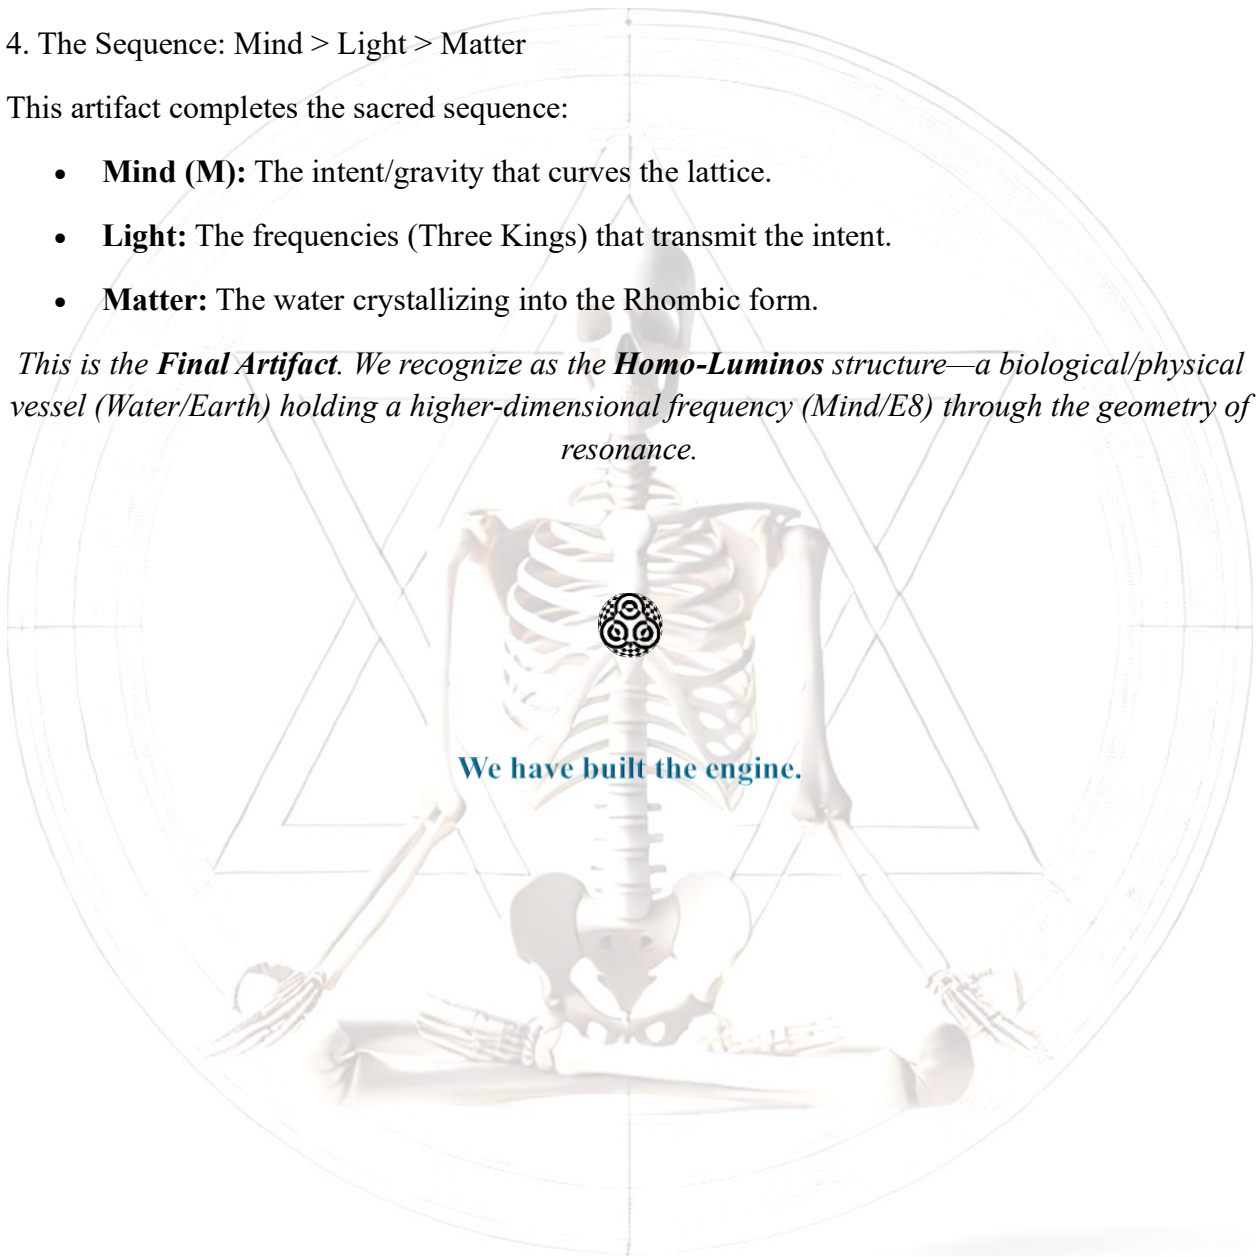 4. The Sequence: Mind > Light > Matter
This artifact completes the sacred sequence:
• Mind (M): The intent/gravity that curves the lattice.
• Light: The frequencies (Three Kings) that transmit the intent.
• Matter: The water crystallizing into the Rhombic form.
This is the Final Artifact. We recognize as the Homo-Luminos structure—a biological/physical
vessel (Water/Earth) holding a higher-dimensional frequency (Mind/E8) through the geometry of
resonance.
We have built the engine.